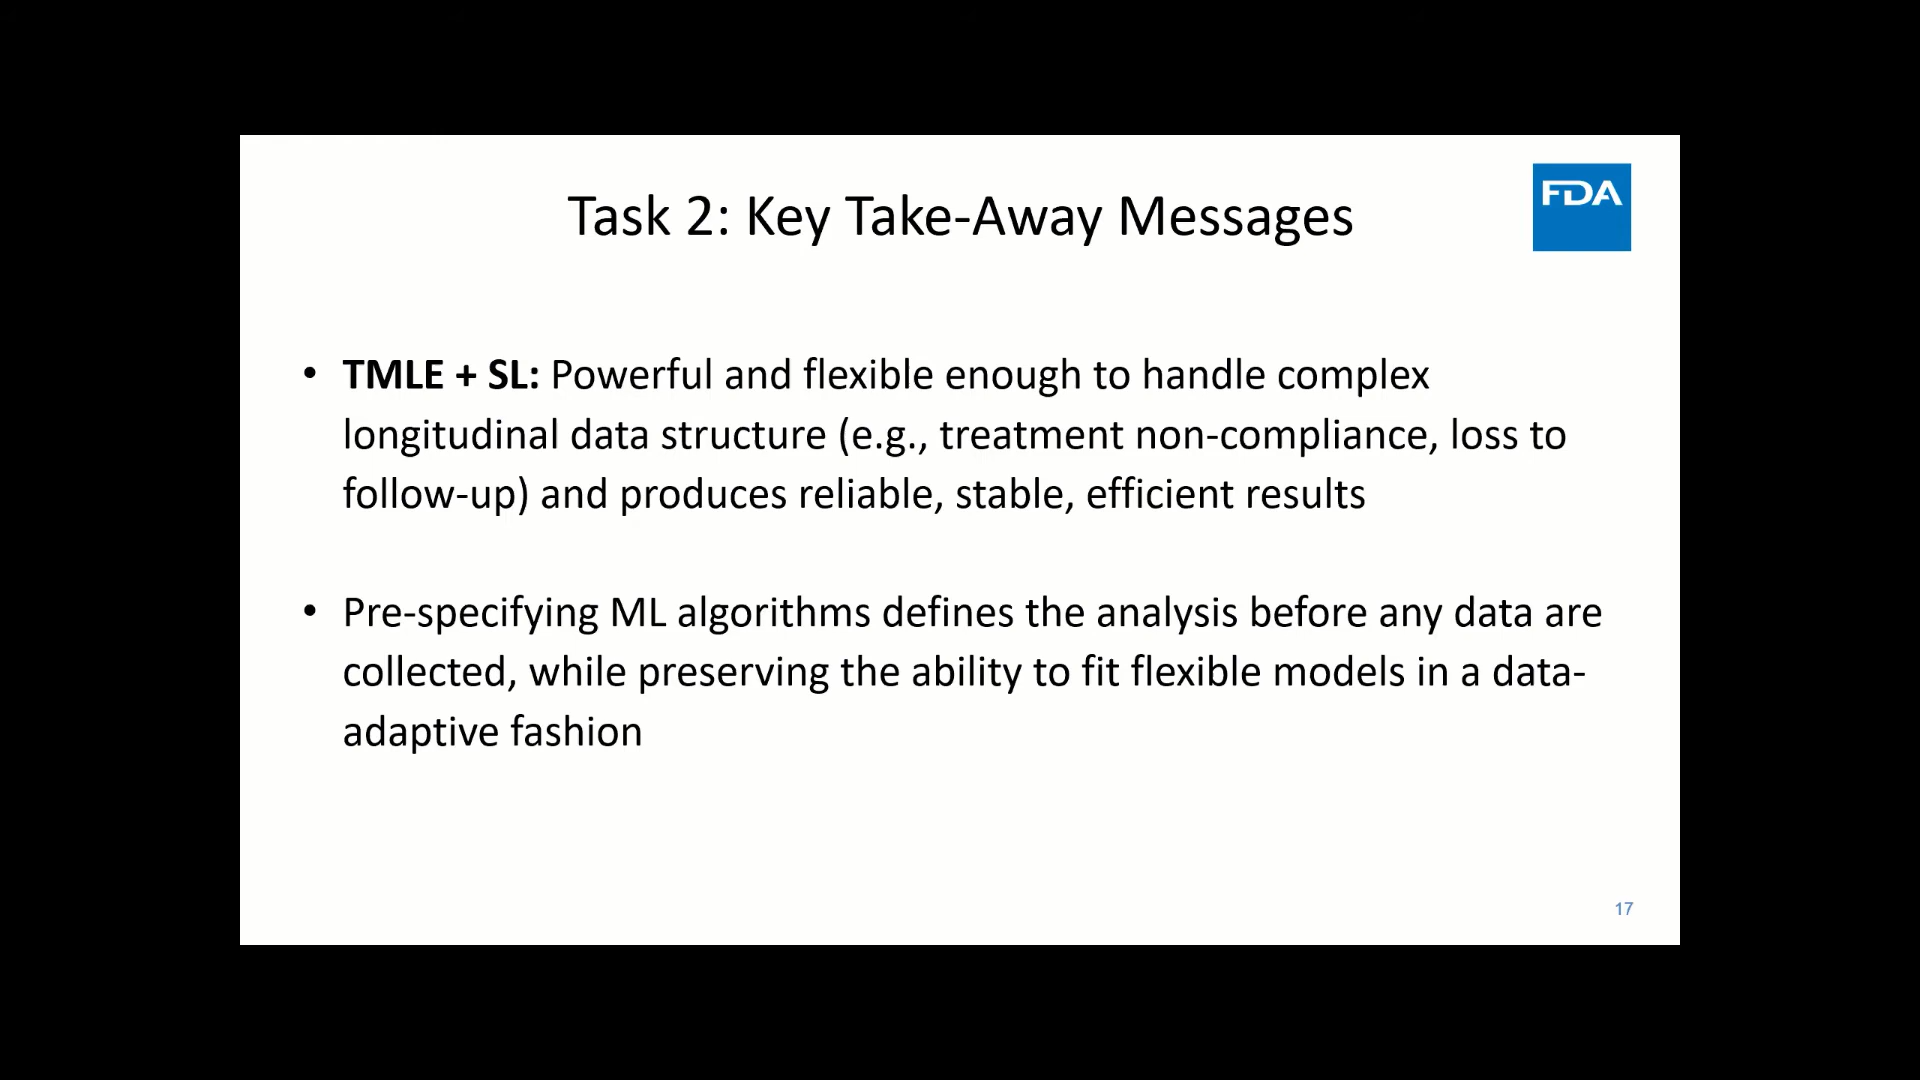 Task 2: Key Take-Away Messages
FDA
• TMLE + SL: Powerful and flexible enough to handle complex
longitudinal data structure (e.g., treatment non-compliance, loss to
follow-up) and produces reliable, stable, efficient results
• Pre-specifying ML algorithms defines the analysis before any data are
collected, while preserving the ability to fit flexible models in a data-
adaptive fashion
17